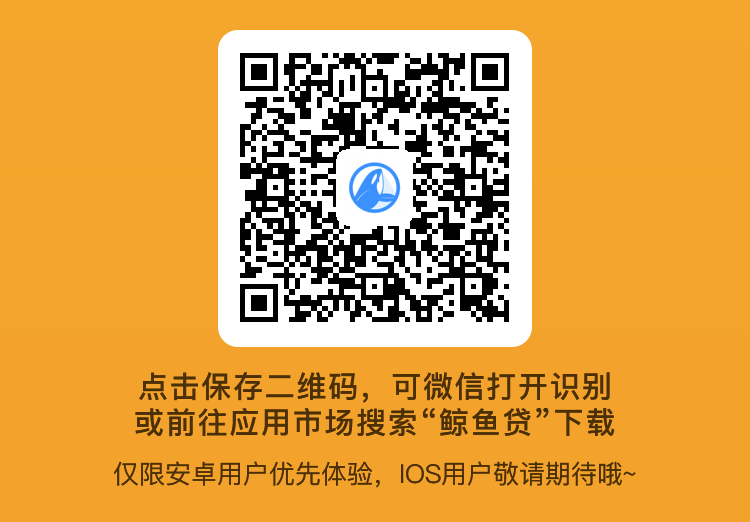 点击保存二维码，可微信打开识别
或前往应用市场搜索“鲸鱼贷”下载
仅限安卓用户优先体验，IOS用户敬请期待哦~